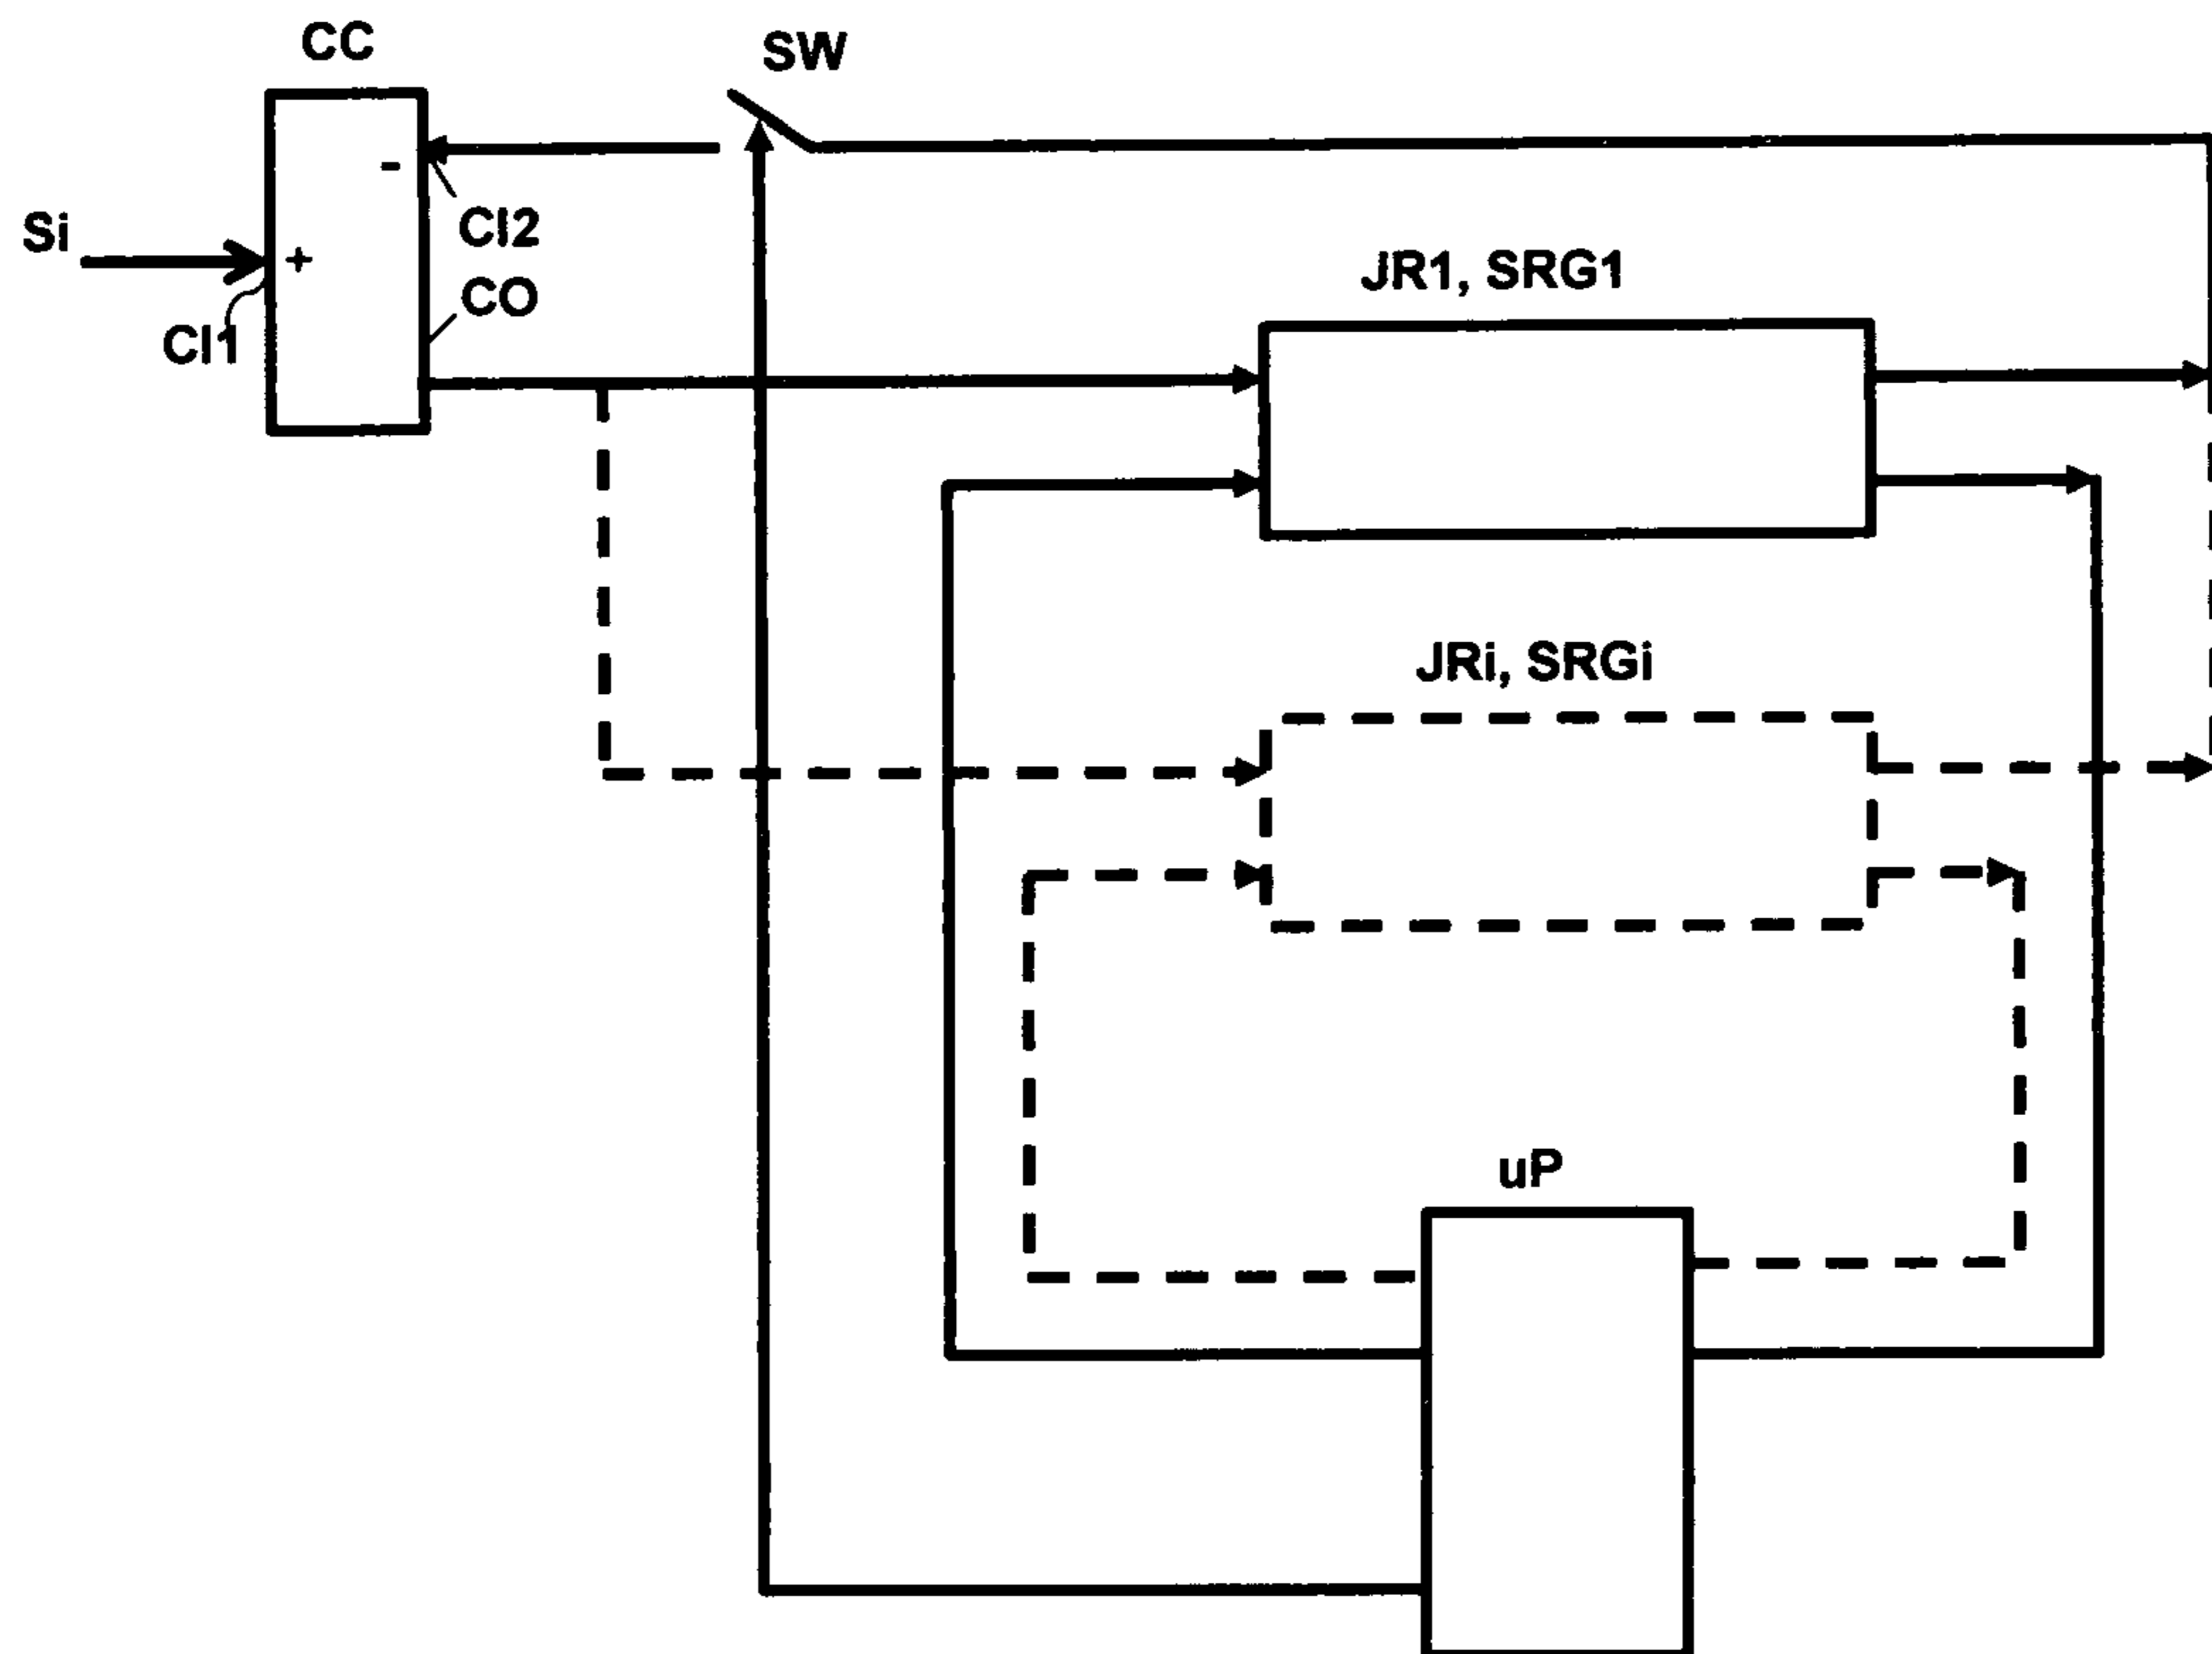 CC
SW
-
CI2
Si
+
CO
CI1
JR1, SRG1
JRi, SRGi
uP